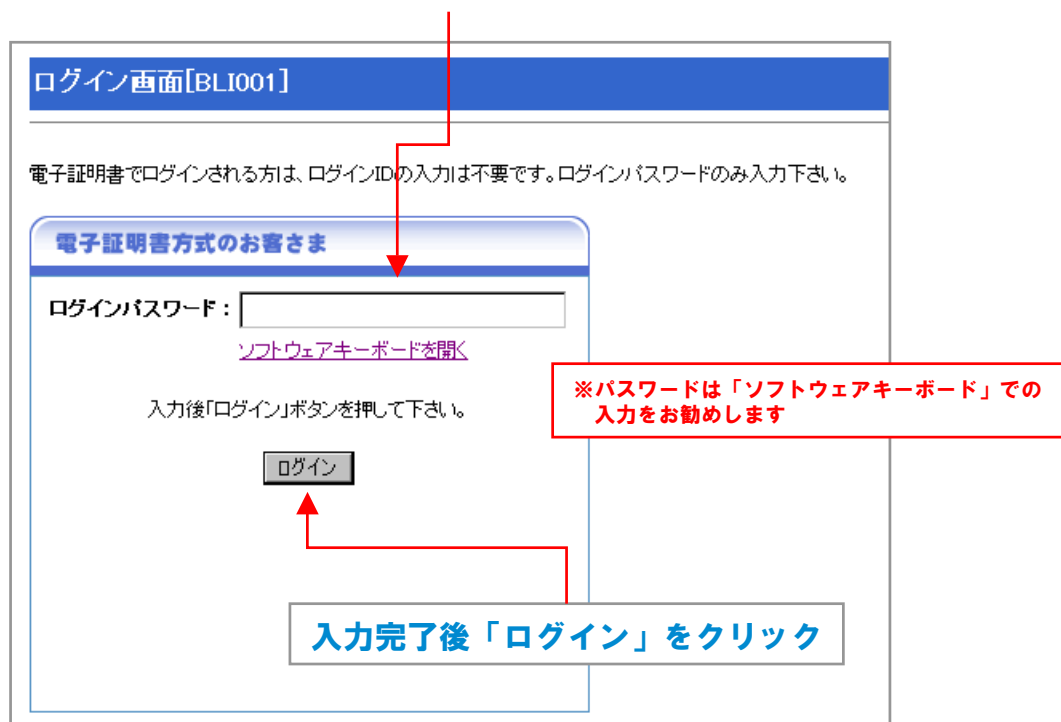 ログイン画面[BLI001]
電子証明書でログインされる方は、ログインIDの入力は不要です。ログインパスワードのみ入力下さい。
電子証明書方式のお客さま
ログインパスワード：
ソフトウェアキーボードを開く
※パスワードは「ソフトウェアキーボード」での
入力をお勧めします
入力後「ログイン」ボタンを押して下さい。
ログイン
入力完了後「ログイン」をクリック